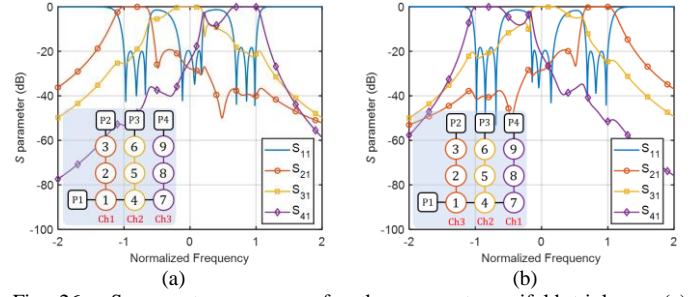 S parameter (dB)
0
-20
-40
-60
-80
-100
-2
-1
0
1
2
Normalized Frequency
P2 P3 P4
3 6 9
2 5 8
P1 1 4 7
Ch1 Ch2 Ch3
S11
S21
S31
S41
(a)
S parameter (dB)
0
-20
-40
-60
-80
-100
-2
-1
0
1
2
Normalized Frequency
P2 P3 P4
3 6 9
2 5 8
P1 1 4 7
Ch3 Ch2 Ch1
S11
S21
S31
S41
(b)